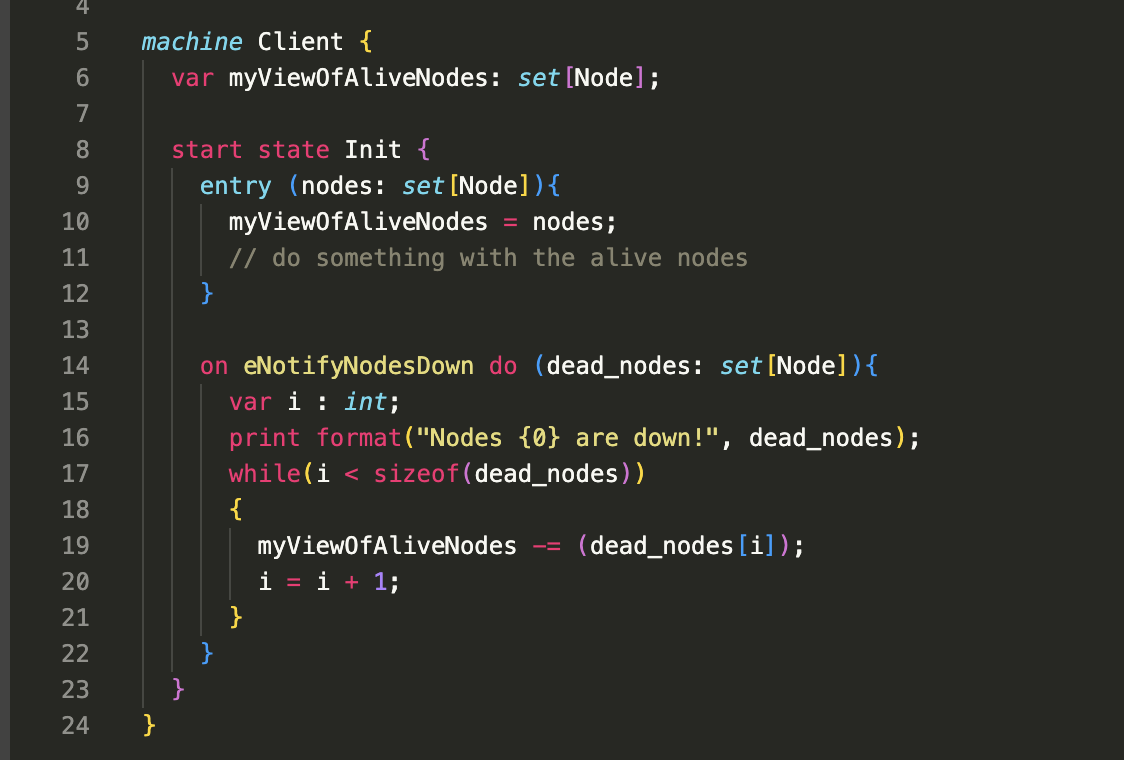 4
5 machine Client {
6 var myViewOfAliveNodes: set[Node];
7
8 start state Init {
9 entry (nodes: set[Node]){
10 myViewOfAliveNodes = nodes;
11 // do something with the alive nodes
12 }
13
14 on eNotifyNodesDown do (dead_nodes: set[Node]){
15 var i : int;
16 print format("Nodes {0} are down!", dead_nodes);
17 while(i < sizeof(dead_nodes))
18 {
19 myViewOfAliveNodes -= (dead_nodes[i]);
20 i = i + 1;
21 }
22 }
23 }
24 }